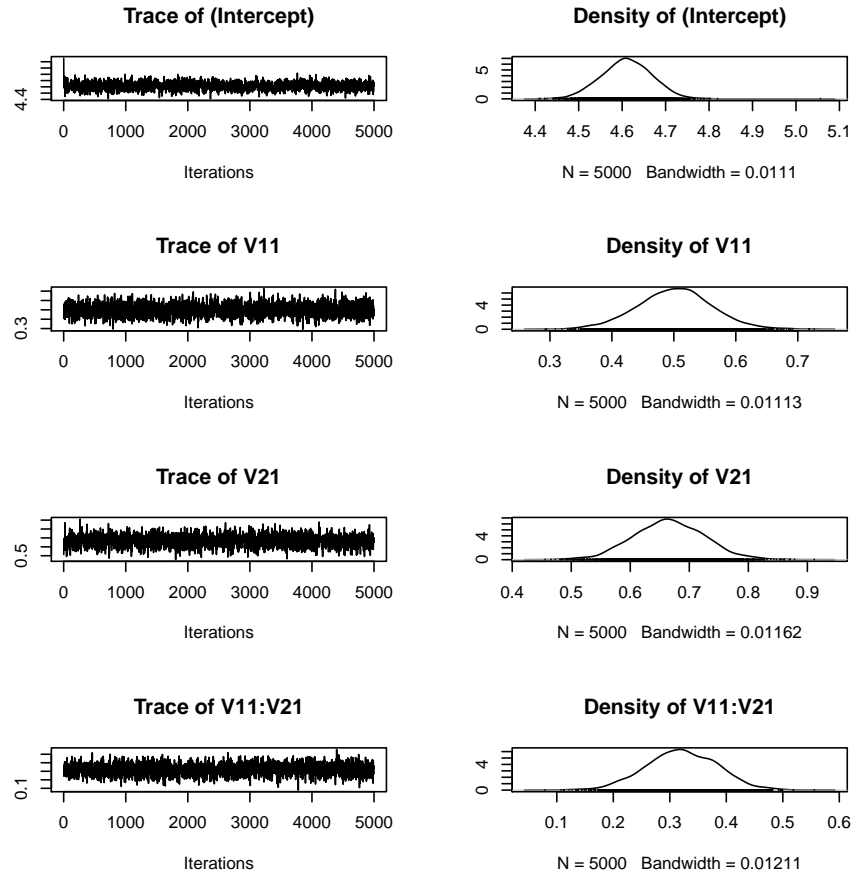 Trace of (Intercept)
4.4
0 1000 2000 3000 4000 5000
Iterations
Density of (Intercept)
0 5
4.4 4.5 4.6 4.7 4.8 4.9 5.0 5.1
N = 5000 Bandwidth = 0.0111
Trace of V11
0.3
0 1000 2000 3000 4000 5000
Iterations
Density of V11
0 4
0.3 0.4 0.5 0.6 0.7
N = 5000 Bandwidth = 0.01113
Trace of V21
0.5
0 1000 2000 3000 4000 5000
Iterations
Density of V21
0 4
0.4 0.5 0.6 0.7 0.8 0.9
N = 5000 Bandwidth = 0.01162
Trace of V11:V21
0.1
0 1000 2000 3000 4000 5000
Iterations
Density of V11:V21
0 4
0.1 0.2 0.3 0.4 0.5 0.6
N = 5000 Bandwidth = 0.01211